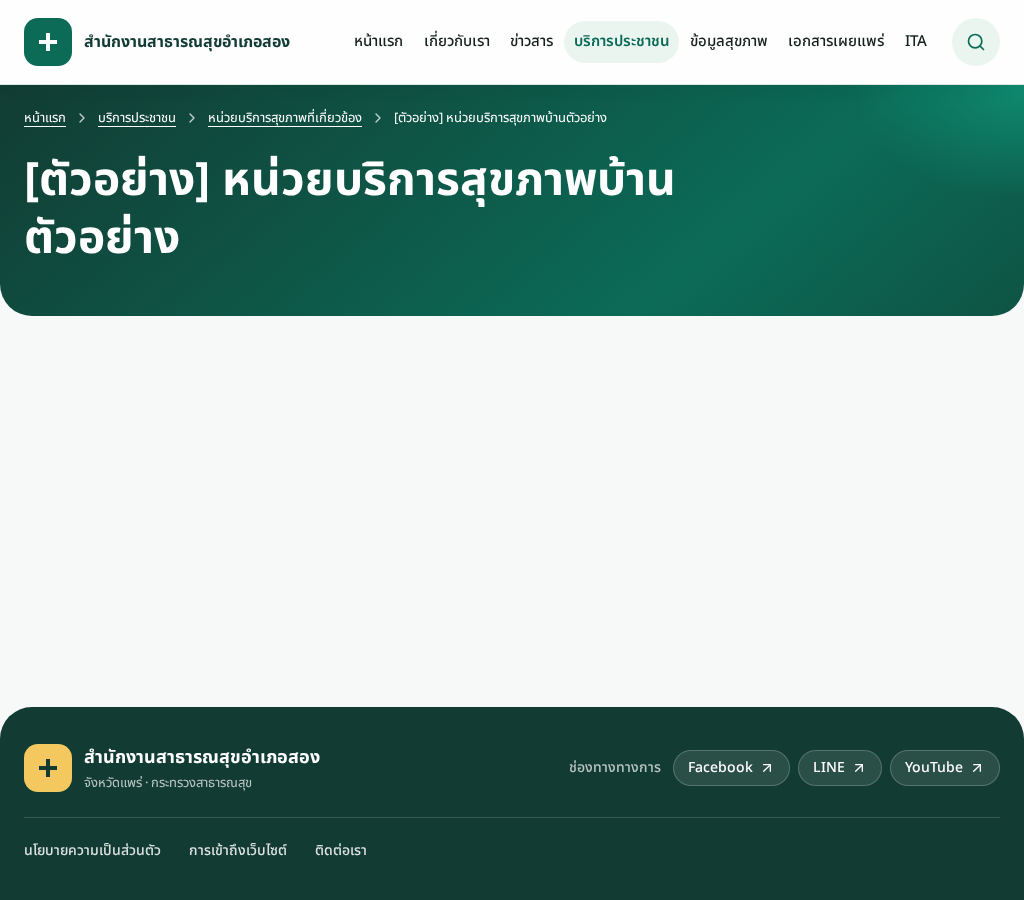 สำนักงานสาธารณสุขอำเภอสอง
หน้าแรก เกี่ยวกับเรา ข่าวสาร บริการประชาชน ข้อมูลสุขภาพ เอกสารเผยแพร่ ITA
หน้าแรก บริการประชาชน หน่วยบริการสุขภาพที่เกี่ยวข้อง [ตัวอย่าง] หน่วยบริการสุขภาพบ้านตัวอย่าง
[ตัวอย่าง] หน่วยบริการสุขภาพบ้าน
ตัวอย่าง
สำนักงานสาธารณสุขอำเภอสอง
จังหวัดแพร่ · กระทรวงสาธารณสุข
ช่องทางทางการ Facebook LINE YouTube
นโยบายความเป็นส่วนตัว การเข้าถึงเว็บไซต์ ติดต่อเรา